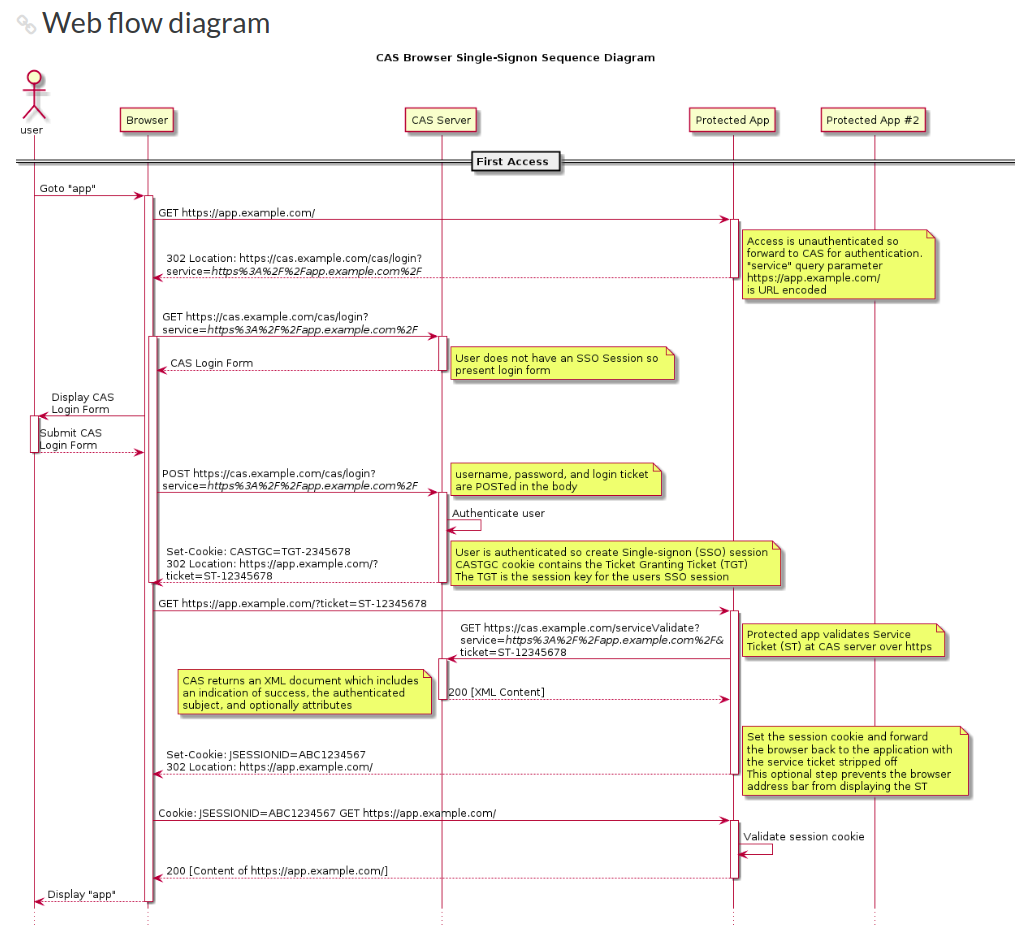 Web flow diagram
CAS Browser Single-Signon Sequence Diagram
user
Browser
CAS Server
Protected App
Protected App #2
First Access
Goto "app"
GET https://app.example.com/
Access is unauthenticated so
forward to CAS for authentication.
"service" query parameter
https://app.example.com/
is URL encoded
302 Location: https://cas.example.com/cas/login?
service=https%3A%2F%2Fapp.example.com%2F
GET https://cas.example.com/cas/login?
service=https%3A%2F%2Fapp.example.com%2F
User does not have an SSO Session so
present login form
CAS Login Form
Display CAS
Login Form
Submit CAS
Login Form
POST https://cas.example.com/cas/login?
service=https%3A%2F%2Fapp.example.com%2F
username, password, and login ticket
are POSTed in the body
Authenticate user
Set-Cookie: CASTGC=TGT-2345678
302 Location: https://app.example.com/?
ticket=ST-12345678
User is authenticated so create Single-signon (SSO) session
CASTGC cookie contains the Ticket Granting Ticket (TGT)
The TGT is the session key for the users SSO session
GET https://app.example.com/?ticket=ST-12345678
GET https://cas.example.com/serviceValidate?
service=https%3A%2F%2Fapp.example.com%2F&
ticket=ST-12345678
Protected app validates Service
Ticket (ST) at CAS server over https
CAS returns an XML document which includes
an indication of success, the authenticated
subject, and optionally attributes
200 [XML Content]
Set the session cookie and forward
the browser back to the application with
the service ticket stripped off
This optional step prevents the browser
address bar from displaying the ST
Set-Cookie: JSESSIONID=ABC1234567
302 Location: https://app.example.com/
Cookie: JSESSIONID=ABC1234567 GET https://app.example.com/
Validate session cookie
200 [Content of https://app.example.com/]
Display "app"